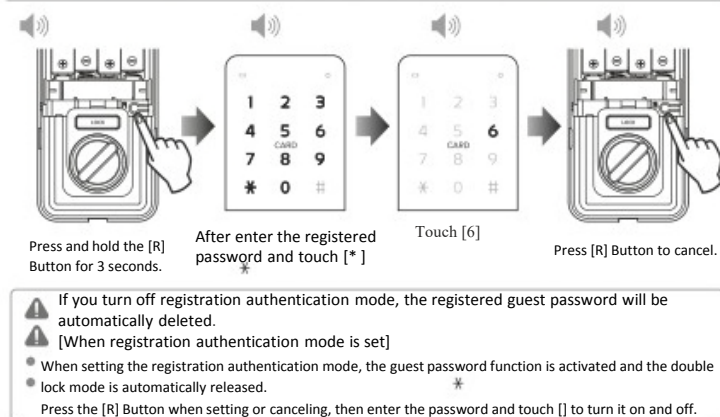 LOCK
1 2 3
4 5 6
CARD
7 8 9
* 0 #
1 2 3
4 5 6
CARD
7 8 9
* 0 #
LOCK
Press and hold the [R]
Button for 3 seconds.
After enter the registered
password and touch [* ]
*
Touch [6]
Press [R] Button to cancel.
If you turn off registration authentication mode, the registered guest password will be
automatically deleted.
[When registration authentication mode is set]
When setting the registration authentication mode, the guest password function is activated and the double
lock mode is automatically released.
*
Press the [R] Button when setting or canceling, then enter the password and touch [] to turn it on and off.